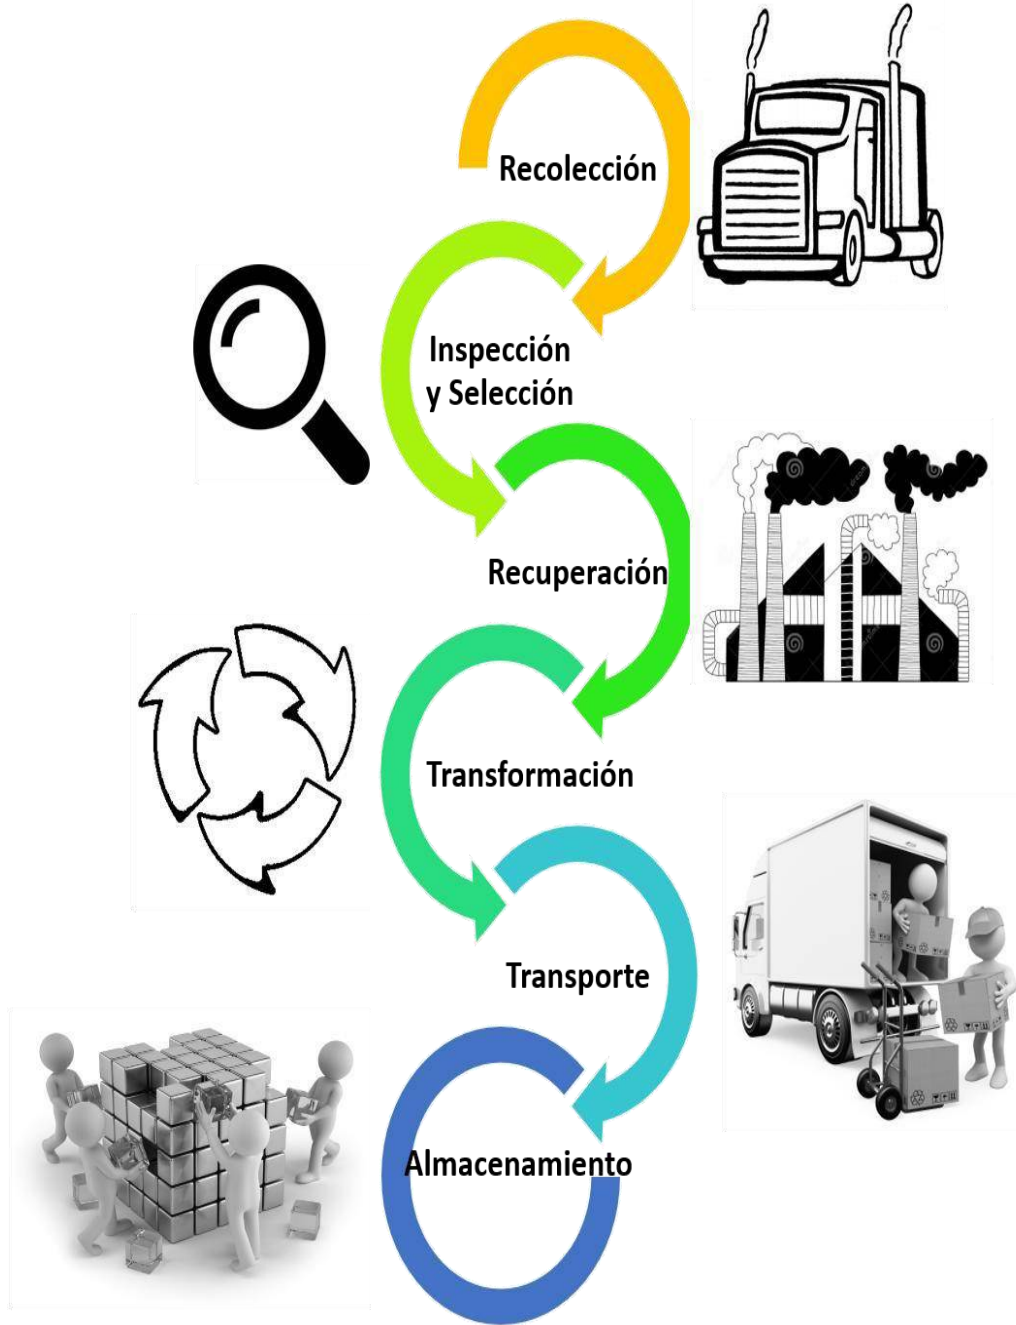 Recolección
Inspección
y Selección
Recuperación
Transformación
Transporte
Almacenamiento